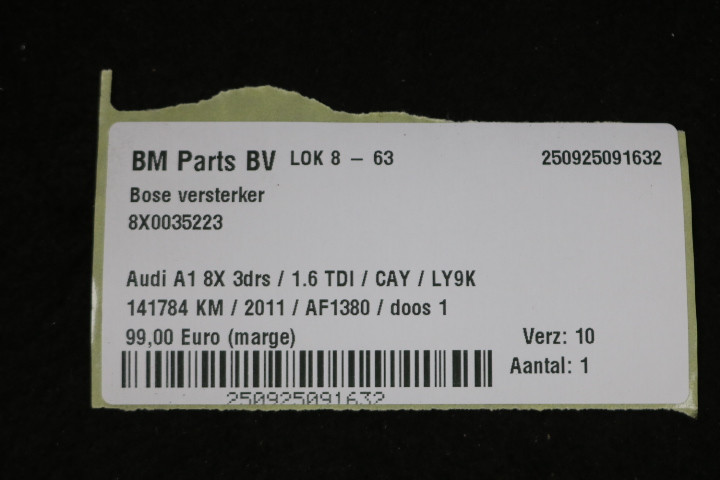 BM Parts BV LOK 8 – 63 250925091632
Bose versterker
8X0035223
Audi A1 8X 3drs / 1.6 TDI / CAY / LY9K
141784 KM / 2011 / AF1380 / doos 1
99,00 Euro (marge) Verz: 10
Aantal: 1
250925091632